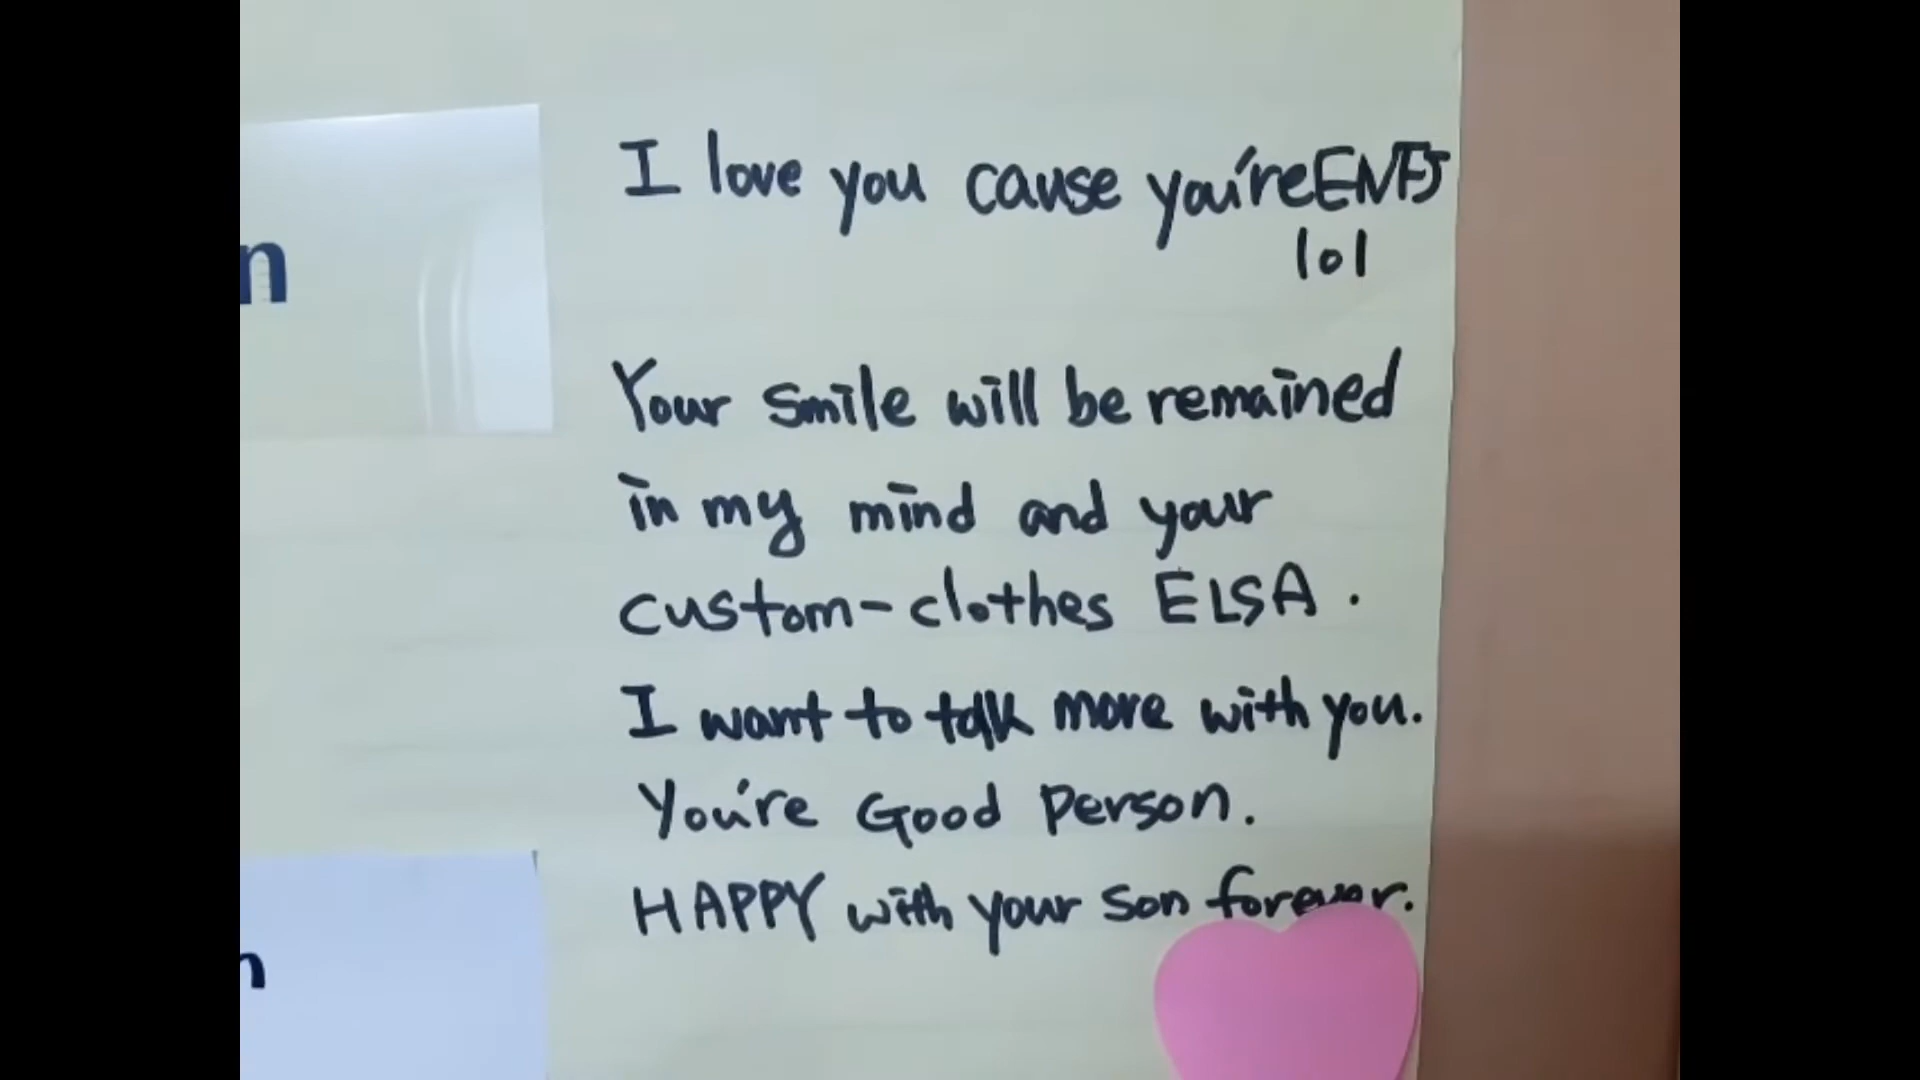 I love you cause you're ENFJ
lol
Your smile will be remained
in my mind and your
custom-clothes ELSA.
I want to talk more with you.
You're Good Person.
HAPPY with your son forever.
n
n